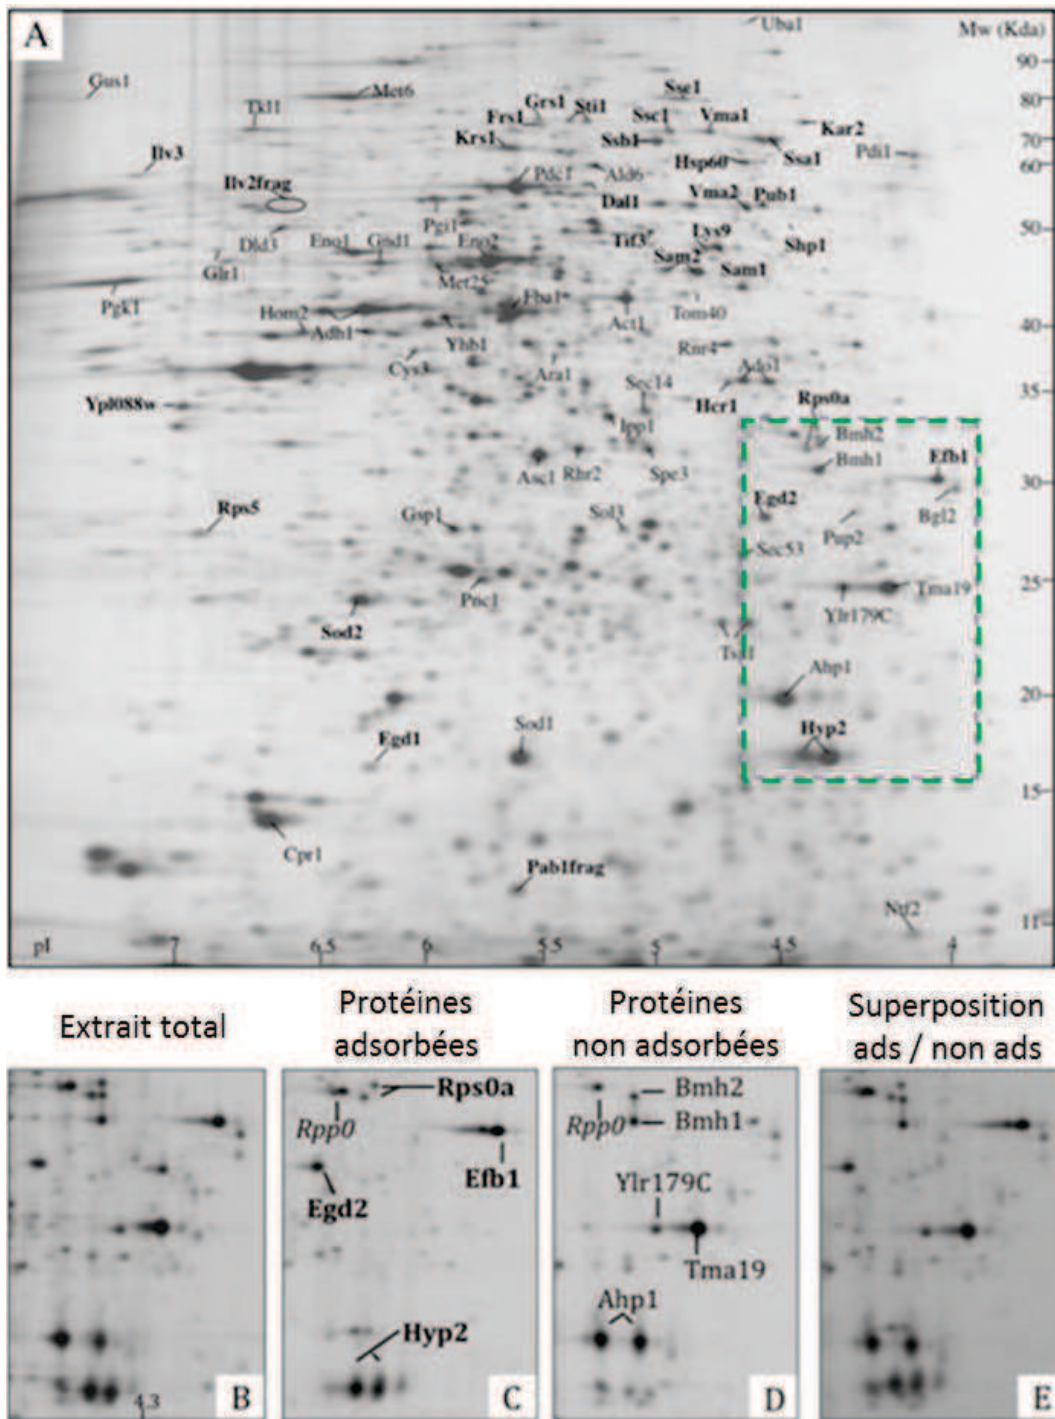 A
Uba1
Mw (Kda)
90
Gus1
Met6
Sse1
80
Tkl1
Grs1
Sti1
Frs1
Ssc1
Vma1
Kar2
Krs1
Ssb1
70
Ilv3
Hsp60
Ssa1
Pdi1
60
Pdc1
Ald6
Ilv2frag
Dal1
Vma2
Pub1
Pgi1
50
Dld3
Eno1
Gnd1
Eno2
Tif3
Lys9
Shp1
Glr1
Sam2
Sam1
Met25
Pgk1
Fba1
Hom2
Tom40
Adh1
Act1
40
Yhb1
Rnr4
Cys3
Ara1
Ado1
Sec14
35
Ypl088w
Hcr1
Rps0a
Ipp1
Bmh2
Bmh1
Efb1
Asc1
Rhr2
Spe3
30
Rps5
Gsp1
Sol3
Egd2
Bgl2
Pup2
Sec53
25
Pnc1
Tma19
Ylr179C
Sod2
Tsa1
Ahp1
20
Egd1
Sod1
Hyp2
15
Cpr1
Pab1frag
Ntf2
11
pI
7
6.5
6
5.5
5
4.5
4
Extrait total
Protéines
adsorbées
Protéines
non adsorbées
Superposition
ads / non ads
4.3
B
Rps0a
Rpp0
Efb1
Egd2
Hyp2
C
Bmh2
Rpp0
Bmh1
Ylr179C
Tma19
Ahp1
D
E